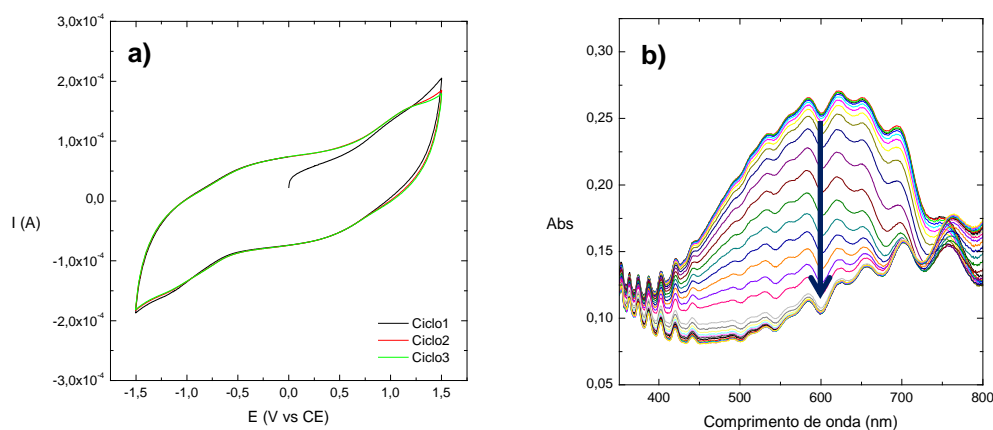 a)
3,0x10⁻⁴
2,0x10⁻⁴
1,0x10⁻⁴
0,0
-1,0x10⁻⁴
-2,0x10⁻⁴
-3,0x10⁻⁴
I (A)
-1,5 -1,0 -0,5 0,0 0,5 1,0 1,5
E (V vs CE)
Ciclo1
Ciclo2
Ciclo3
b)
0,30
0,25
0,20
0,15
0,10
0,05
Abs
400 500 600 700 800
Comprimento de onda (nm)